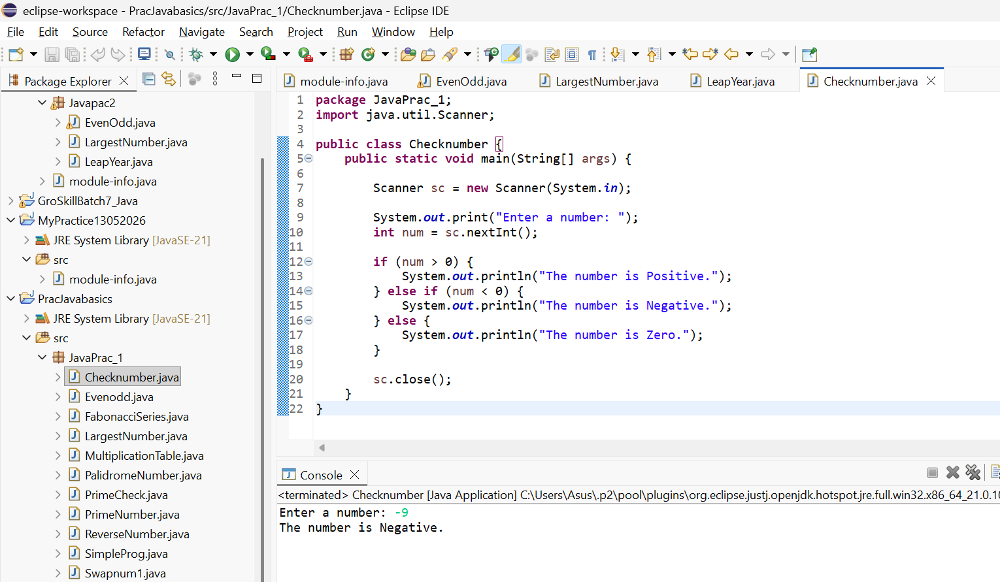 eclipse-workspace - PracJavabasics/src/JavaPrac_1/Checknumber.java - Eclipse IDE
File Edit Source Refactor Navigate Search Project Run Window Help
Package Explorer
Javapac2
EvenOdd.java
LargestNumber.java
LeapYear.java
module-info.java
GroSkillBatch7_Java
MyPractice13052026
JRE System Library [JavaSE-21]
src
module-info.java
PracJavabasics
JRE System Library [JavaSE-21]
src
JavaPrac_1
Checknumber.java
Evenodd.java
FabonacciSeries.java
LargestNumber.java
MultiplicationTable.java
PalidromeNumber.java
PrimeCheck.java
PrimeNumber.java
ReverseNumber.java
SimpleProg.java
Swapnum1.java
module-info.java EvenOdd.java LargestNumber.java LeapYear.java Checknumber.java
1 package JavaPrac_1;
2 import java.util.Scanner;
3
4 public class Checknumber {
5     public static void main(String[] args) {
6
7         Scanner sc = new Scanner(System.in);
8
9         System.out.print("Enter a number: ");
10         int num = sc.nextInt();
11
12         if (num > 0) {
13             System.out.println("The number is Positive.");
14         } else if (num < 0) {
15             System.out.println("The number is Negative.");
16         } else {
17             System.out.println("The number is Zero.");
18         }
19
20         sc.close();
21     }
22 }
Console
<terminated> Checknumber [Java Application] C:\Users\Asus\.p2\pool\plugins\org.eclipse.justj.openjdk.hotspot.jre.full.win32.x86_64_21.0.10
Enter a number: -9
The number is Negative.